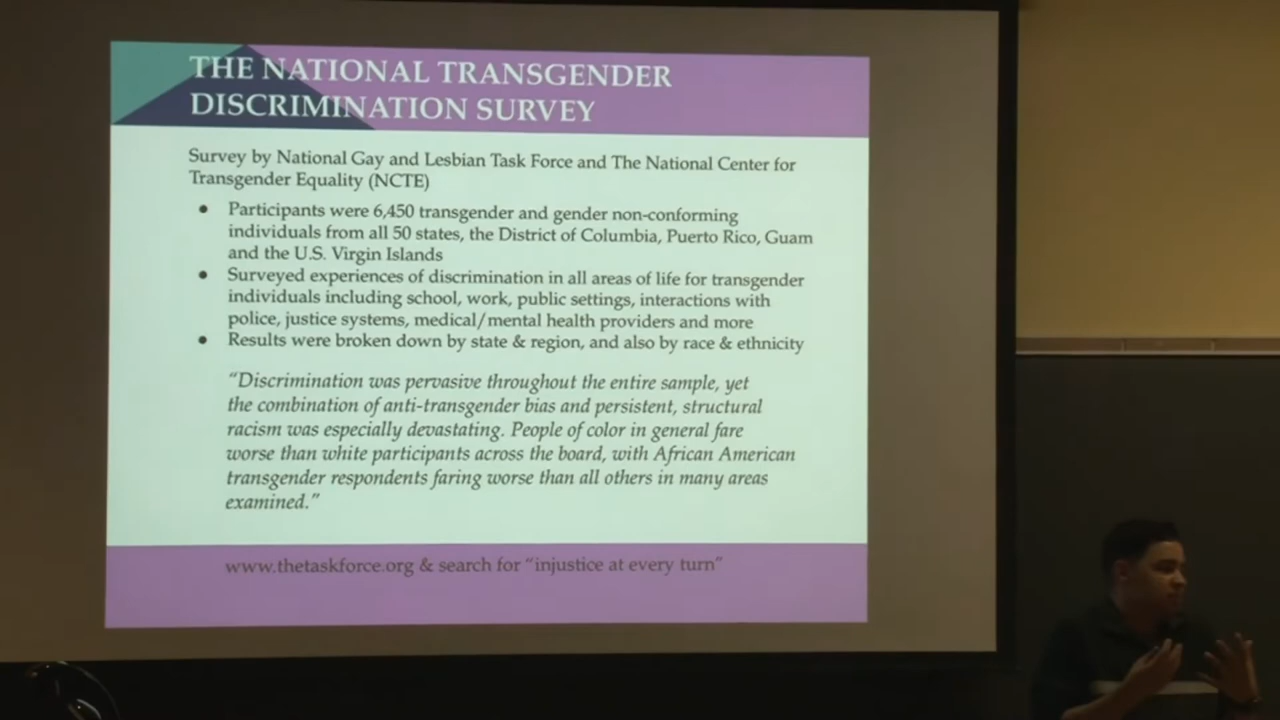 THE NATIONAL TRANSGENDER
DISCRIMINATION SURVEY
Survey by National Gay and Lesbian Task Force and The National Center for
Transgender Equality (NCTE)
● Participants were 6,450 transgender and gender non-conforming
individuals from all 50 states, the District of Columbia, Puerto Rico, Guam
and the U.S. Virgin Islands
● Surveyed experiences of discrimination in all areas of life for transgender
individuals including school, work, public settings, interactions with
police, justice systems, medical/mental health providers and more
● Results were broken down by state & region, and also by race & ethnicity
“Discrimination was pervasive throughout the entire sample, yet
the combination of anti-transgender bias and persistent, structural
racism was especially devastating. People of color in general fare
worse than white participants across the board, with African American
transgender respondents faring worse than all others in many areas
examined.”
www.thetaskforce.org & search for “injustice at every turn”